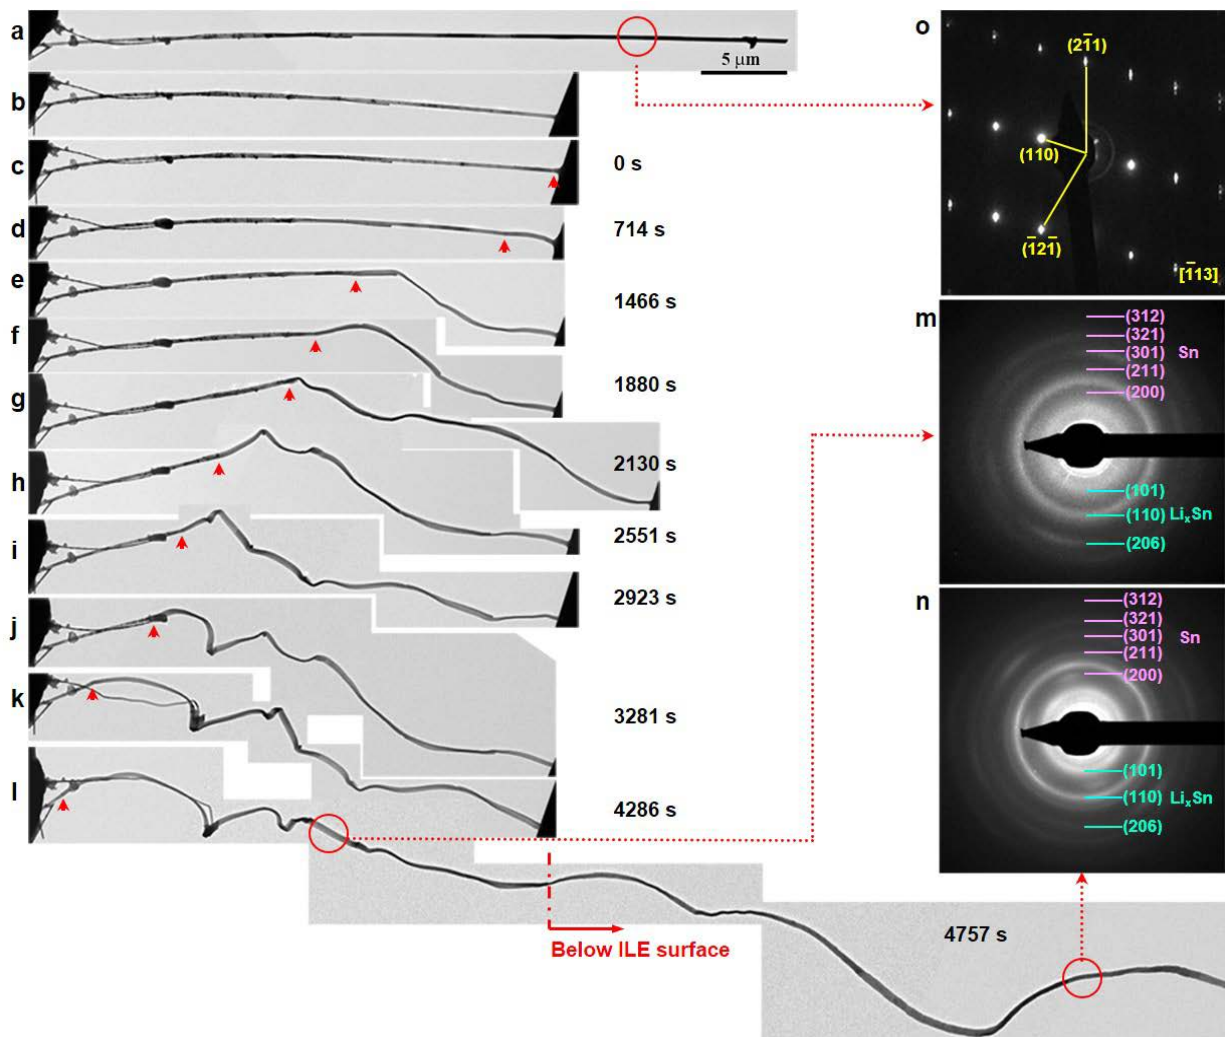 a
5 µm
b
c
0 s
d
714 s
e
1466 s
f
1880 s
g
2130 s
h
2551 s
i
2923 s
j
3281 s
k
4286 s
l
Below ILE surface
4757 s
o
(21̄1)
(110)
(1̄21̄)
[1̄13]
m
(312)
(321)
(301) Sn
(211)
(200)
(101)
(110) LiₓSn
(206)
n
(312)
(321)
(301) Sn
(211)
(200)
(101)
(110) LiₓSn
(206)